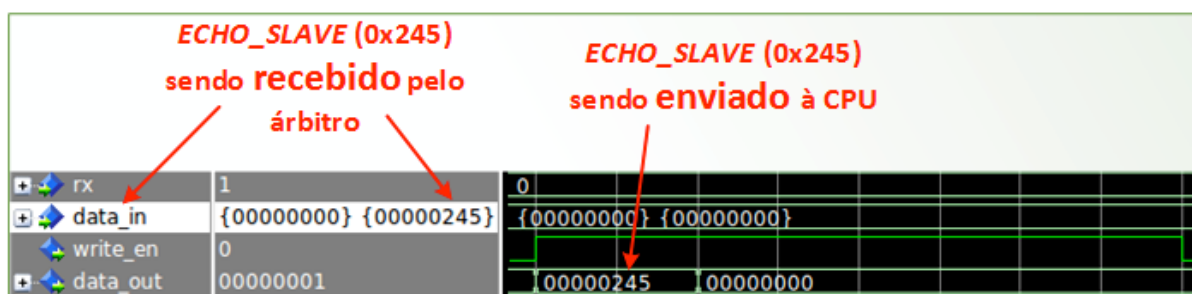 ECHO_SLAVE (0x245)
sendo recebido pelo
árbitro
ECHO_SLAVE (0x245)
sendo enviado à CPU
rx 1 0
data_in {00000000} {00000245} {00000000} {00000000}
write_en 0
data_out 00000001 00000245 00000000